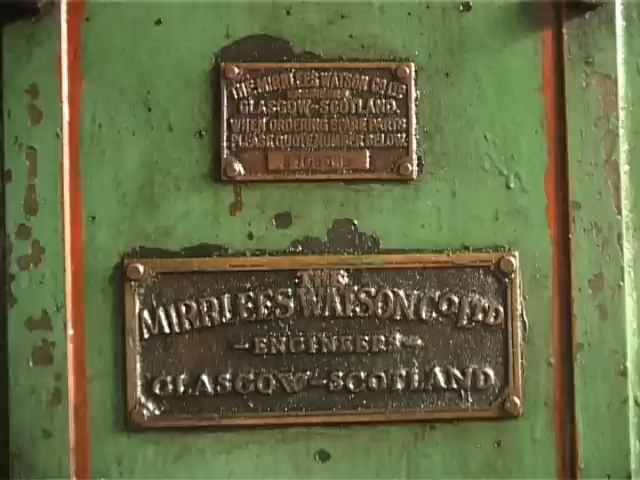 THE MIRRLEES WATSON CO LD
GLASGOW-SCOTLAND.
WHEN ORDERING SPARE PARTS
PLEASE QUOTE NUMBER BELOW
THE
MIRRLEES WATSON CO LTD
-ENGINEERS-
GLASGOW-SCOTLAND